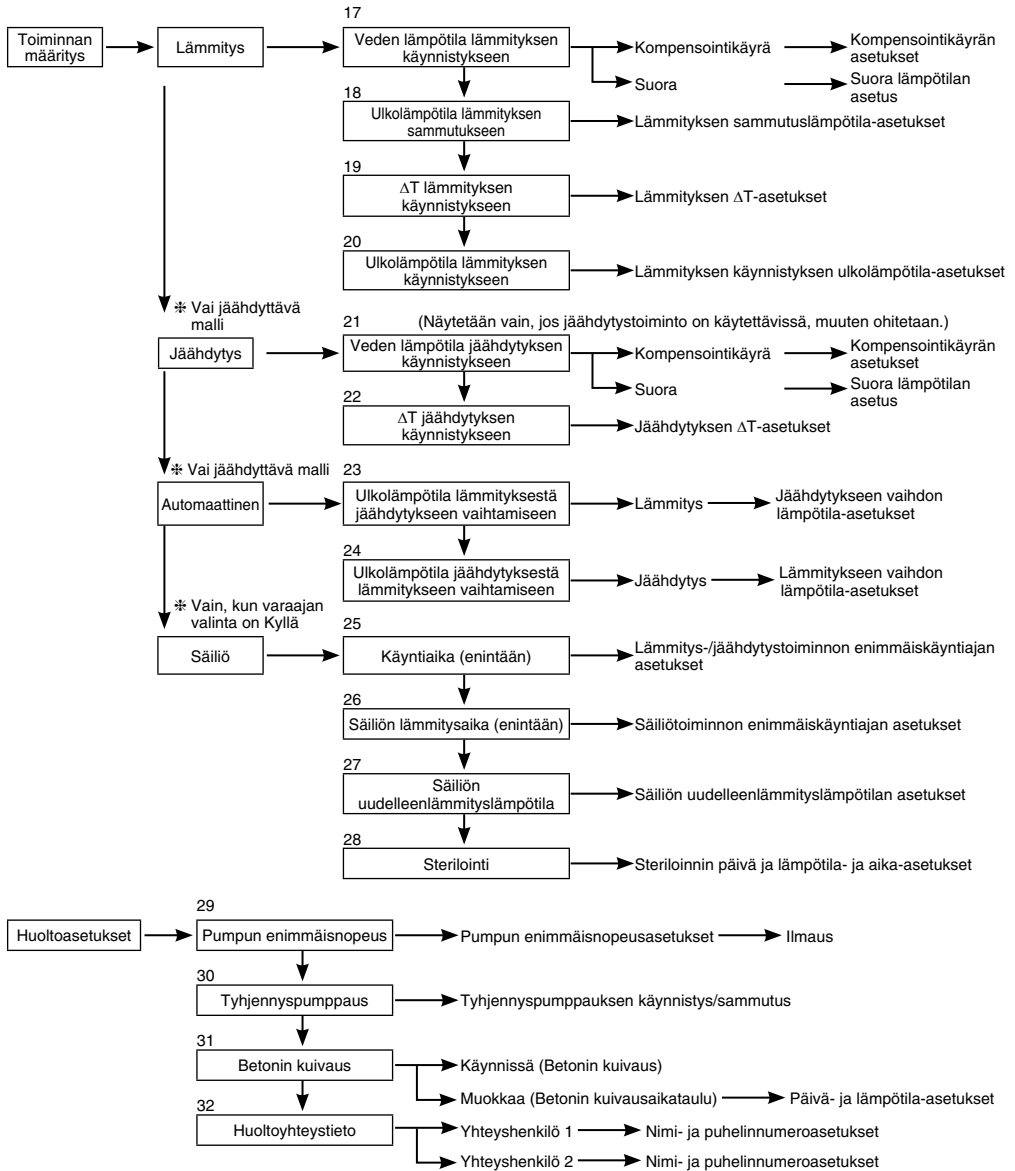 17
Toiminnan
määritys
Lämmitys
Veden lämpötila lämmityksen
käynnistykseen
Kompensointikäyrä
Kompensointikäyrän
asetukset
Suora
Suora lämpötilan
asetus
18
Ulkolämpötila lämmityksen
sammutukseen
Lämmityksen sammutuslämpötila-asetukset
19
∆T lämmityksen
käynnistykseen
Lämmityksen ∆T-asetukset
20
Ulkolämpötila lämmityksen
käynnistykseen
Lämmityksen käynnistyksen ulkolämpötila-asetukset
❉ Vai jäähdyttävä
malli
21 (Näytetään vain, jos jäähdytystoiminto on käytettävissä, muuten ohitetaan.)
Jäähdytys
Veden lämpötila jäähdytyksen
käynnistykseen
Kompensointikäyrä
Kompensointikäyrän
asetukset
Suora
Suora lämpötilan
asetus
22
∆T jäähdytyksen
käynnistykseen
Jäähdytyksen ∆T-asetukset
❉ Vai jäähdyttävä malli
23
Automaattinen
Ulkolämpötila lämmityksestä
jäähdytykseen vaihtamiseen
Lämmitys
Jäähdytykseen vaihdon
lämpötila-asetukset
24
Ulkolämpötila jäähdytyksestä
lämmitykseen vaihtamiseen
Jäähdytys
Lämmitykseen vaihdon
lämpötila-asetukset
❉ Vain, kun varaajan
valinta on Kyllä
25
Säiliö
Käyntiaika (enintään)
Lämmitys-/jäähdytystoiminnon enimmäiskäyntiajan
asetukset
26
Säiliön lämmitysaika (enintään)
Säiliötoiminnon enimmäiskäyntiajan asetukset
27
Säiliön
uudelleenlämmityslämpötila
Säiliön uudelleenlämmityslämpötilan asetukset
28
Sterilointi
Steriloinnin päivä ja lämpötila- ja aika-asetukset
29
Huoltoasetukset
Pumpun enimmäisnopeus
Pumpun enimmäisnopeusasetukset
Ilmaus
30
Tyhjennyspumppaus
Tyhjennyspumppauksen käynnistys/sammutus
31
Betonin kuivaus
Käynnissä (Betonin kuivaus)
Muokkaa (Betonin kuivausaikataulu)
Päivä- ja lämpötila-asetukset
32
Huoltoyhteystieto
Yhteyshenkilö 1
Nimi- ja puhelinnumeroasetukset
Yhteyshenkilö 2
Nimi- ja puhelinnumeroasetukset